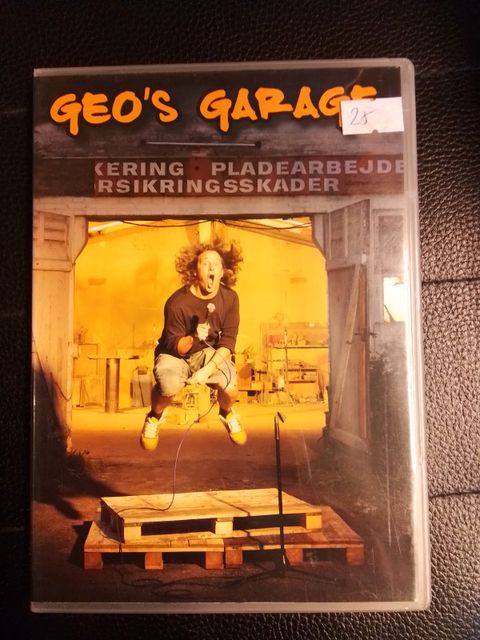 GEO'S GARAGE
25
KERING PLADEARBEJDE
RSIKRINGSSKADER